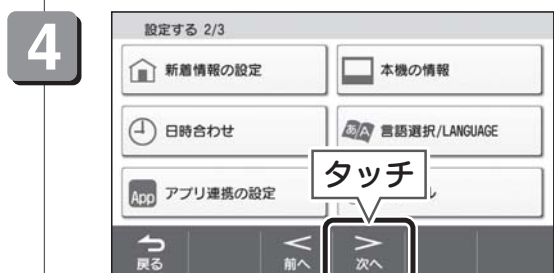 4
設定する 2/3
新着情報の設定
本機の情報
日時合わせ
あ/A 言語選択/LANGUAGE
App アプリ連携の設定
タッチ
ル
戻る
＜
前へ
＞
次へ